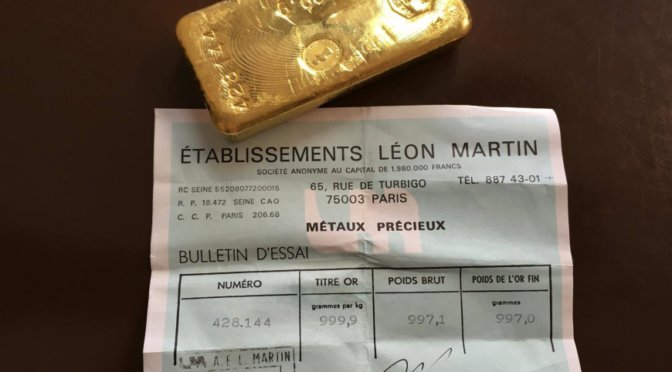 ÉTABLISSEMENTS LÉON MARTIN
SOCIÉTÉ ANONYME AU CAPITAL DE 1.980.000 FRANCS
RC SEINE 55208077200015
R. P. 18.472 SEINE CAO
C. C. P. PARIS 206.68
65, RUE DE TURBIGO
75003 PARIS
TÉL. 887 43-01 +
MÉTAUX PRÉCIEUX
BULLETIN D'ESSAI
NUMÉRO TITRE OR POIDS BRUT POIDS DE L'OR FIN
grammes par kg grammes
428.144 999,9 997,1 997,0
A.E.L. MARTIN